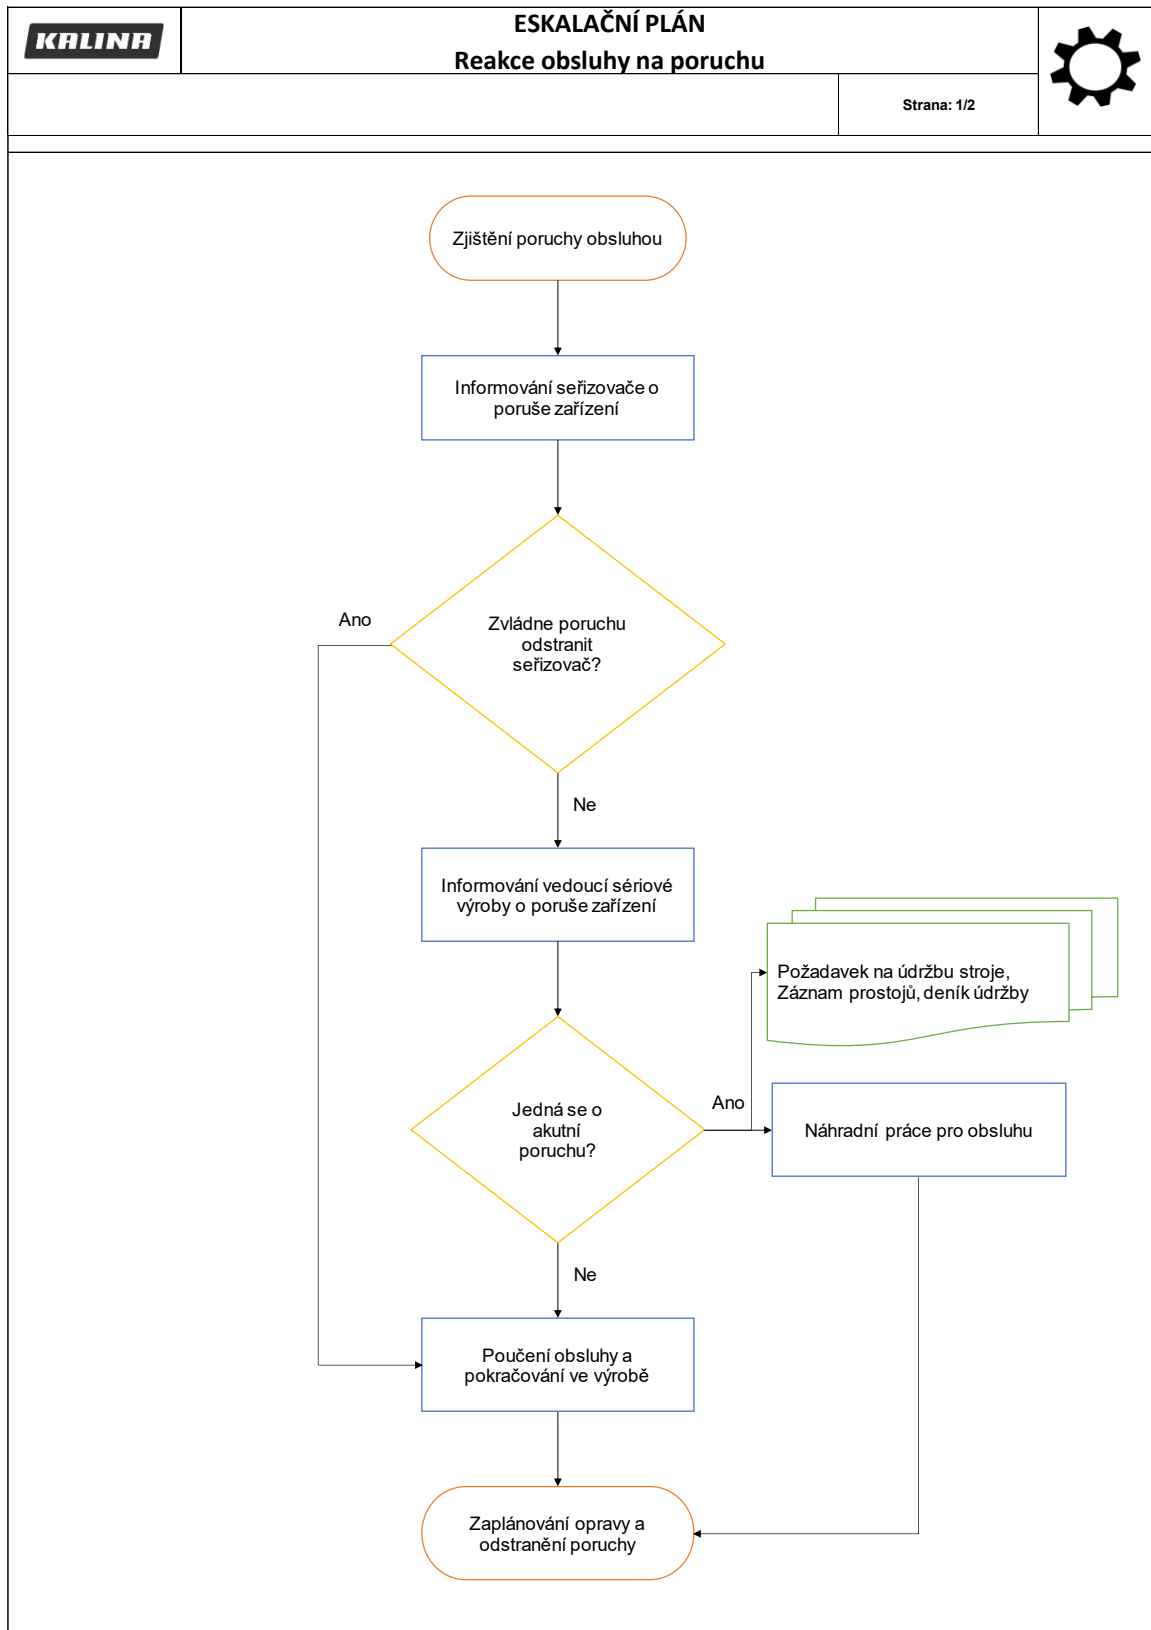 KALINA
ESKALAČNÍ PLÁN
Reakce obsluhy na poruchu
Strana: 1/2
Zjištění poruchy obsluhou
Informování seřizovače o
poruše zařízení
Zvládne poruchu
odstranit
seřizovač?
Ano
Ne
Informování vedoucí sériové
výroby o poruše zařízení
Požadavek na údržbu stroje,
Záznam prostojů, deník údržby
Jedná se o
akutní
poruchu?
Ano
Náhradní práce pro obsluhu
Ne
Poučení obsluhy a
pokračování ve výrobě
Zaplánování opravy a
odstranění poruchy